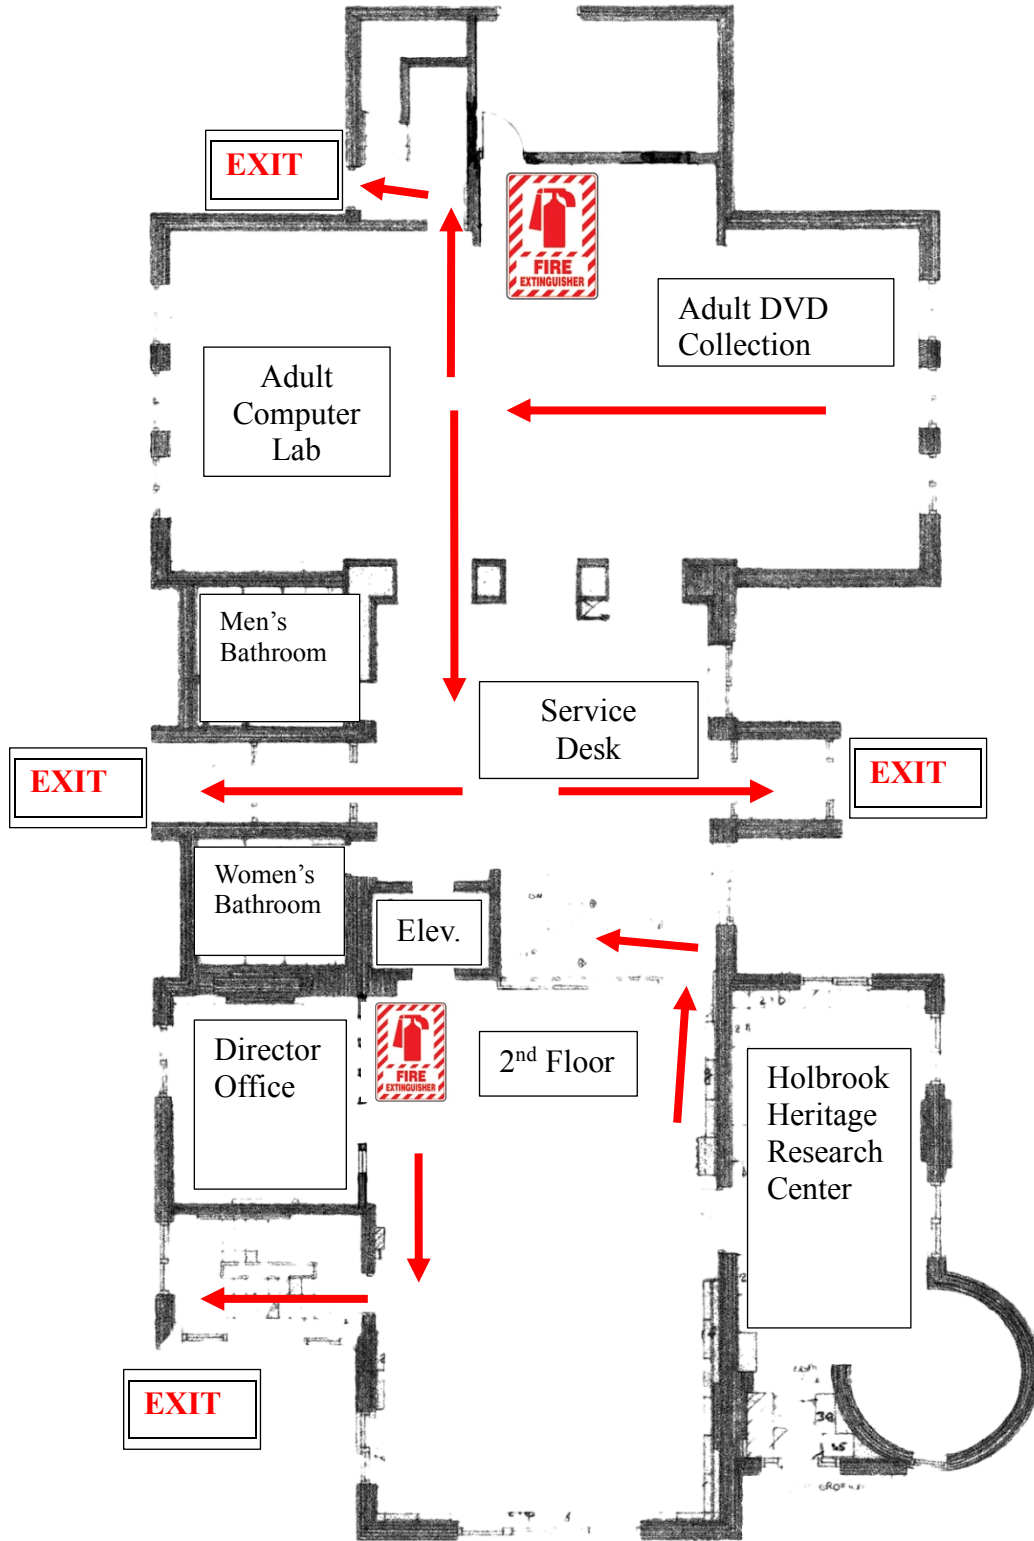 EXIT
FIRE
EXTINGUISHER
Adult DVD
Collection
Adult
Computer
Lab
Men's
Bathroom
Service
Desk
EXIT
EXIT
Women's
Bathroom
Elev.
Director
Office
FIRE
EXTINGUISHER
2nd Floor
Holbrook
Heritage
Research
Center
EXIT